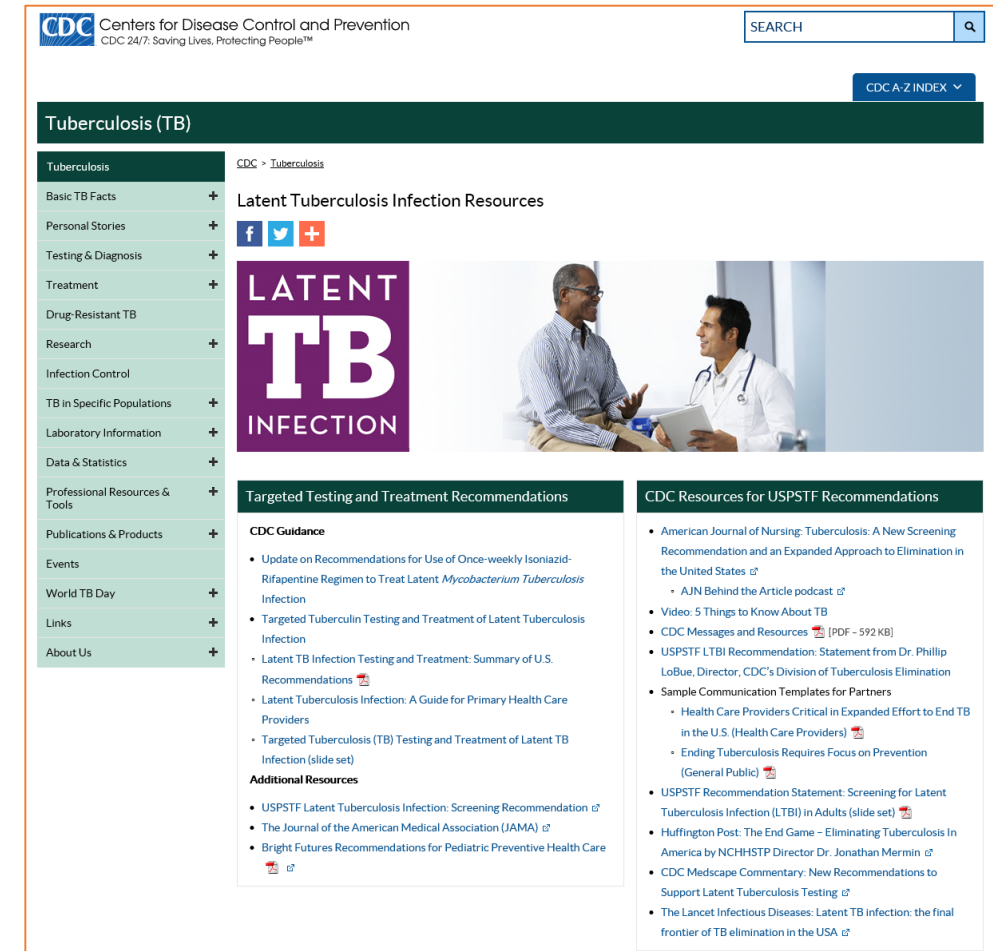 CDC Centers for Disease Control and Prevention
CDC 24/7: Saving Lives, Protecting People™
SEARCH
CDC A-Z INDEX
Tuberculosis (TB)
Tuberculosis
Basic TB Facts
Personal Stories
Testing & Diagnosis
Treatment
Drug-Resistant TB
Research
Infection Control
TB in Specific Populations
Laboratory Information
Data & Statistics
Professional Resources &
Tools
Publications & Products
Events
World TB Day
Links
About Us
CDC > Tuberculosis
Latent Tuberculosis Infection Resources
LATENT
TB
INFECTION
Targeted Testing and Treatment Recommendations
CDC Guidance
Update on Recommendations for Use of Once-weekly Isoniazid-
Rifapentine Regimen to Treat Latent Mycobacterium Tuberculosis
Infection
Targeted Tuberculin Testing and Treatment of Latent Tuberculosis
Infection
Latent TB Infection Testing and Treatment: Summary of U.S.
Recommendations
Latent Tuberculosis Infection: A Guide for Primary Health Care
Providers
Targeted Tuberculosis (TB) Testing and Treatment of Latent TB
Infection (slide set)
Additional Resources
USPSTF Latent Tuberculosis Infection: Screening Recommendation
The Journal of the American Medical Association (JAMA)
Bright Futures Recommendations for Pediatric Preventive Health Care
CDC Resources for USPSTF Recommendations
American Journal of Nursing: Tuberculosis: A New Screening
Recommendation and an Expanded Approach to Elimination in
the United States
AJN Behind the Article podcast
Video: 5 Things to Know About TB
CDC Messages and Resources [PDF – 592 KB]
USPSTF LTBI Recommendation: Statement from Dr. Phillip
LoBue, Director, CDC's Division of Tuberculosis Elimination
Sample Communication Templates for Partners
Health Care Providers Critical in Expanded Effort to End TB
in the U.S. (Health Care Providers)
Ending Tuberculosis Requires Focus on Prevention
(General Public)
USPSTF Recommendation Statement: Screening for Latent
Tuberculosis Infection (LTBI) in Adults (slide set)
Huffington Post: The End Game – Eliminating Tuberculosis In
America by NCHHSTP Director Dr. Jonathan Mermin
CDC Medscape Commentary: New Recommendations to
Support Latent Tuberculosis Testing
The Lancet Infectious Diseases: Latent TB infection: the final
frontier of TB elimination in the USA